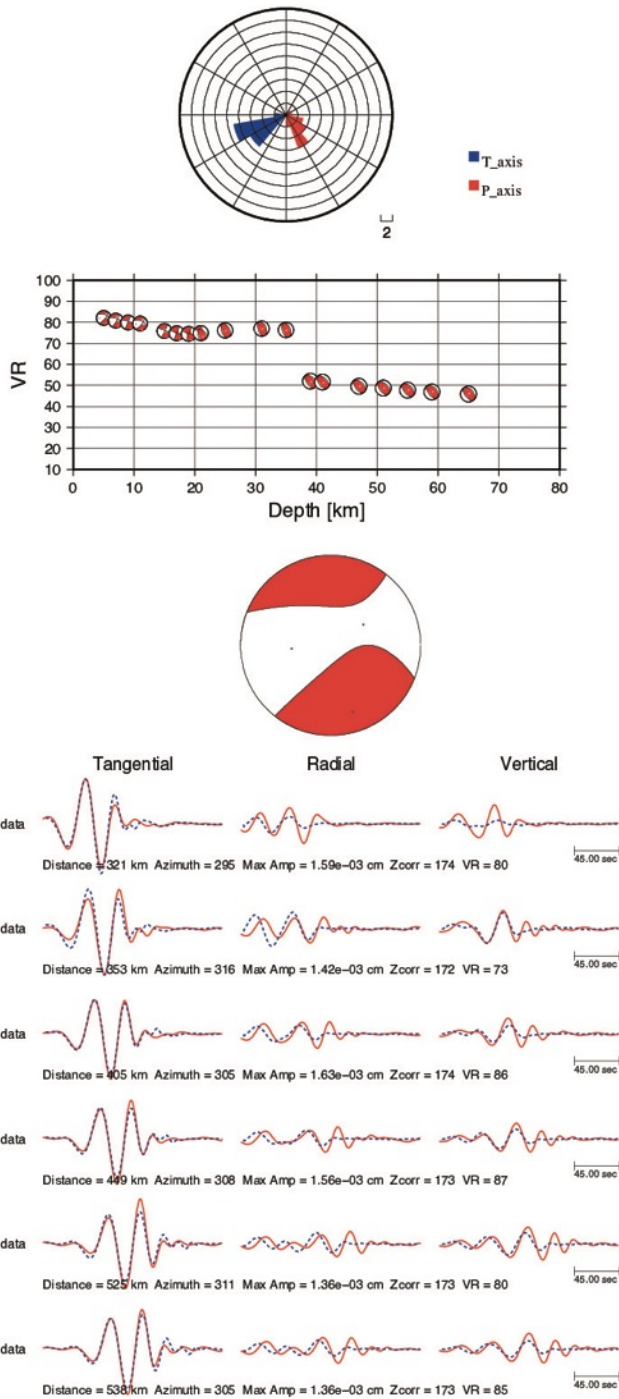 T_axis
P_axis
2
100
90
80
70
60
50
40
30
20
10
VR
0 10 20 30 40 50 60 70 80
Depth [km]
Tangential Radial Vertical
data
45.00 sec
Distance = 321 km Azimuth = 295 Max Amp = 1.59e−03 cm Zcorr = 174 VR = 80
data
45.00 sec
Distance = 353 km Azimuth = 316 Max Amp = 1.42e−03 cm Zcorr = 172 VR = 73
data
45.00 sec
Distance = 405 km Azimuth = 305 Max Amp = 1.63e−03 cm Zcorr = 174 VR = 86
data
45.00 sec
Distance = 449 km Azimuth = 308 Max Amp = 1.56e−03 cm Zcorr = 173 VR = 87
data
45.00 sec
Distance = 525 km Azimuth = 311 Max Amp = 1.36e−03 cm Zcorr = 173 VR = 80
data
45.00 sec
Distance = 538 km Azimuth = 305 Max Amp = 1.36e−03 cm Zcorr = 173 VR = 85